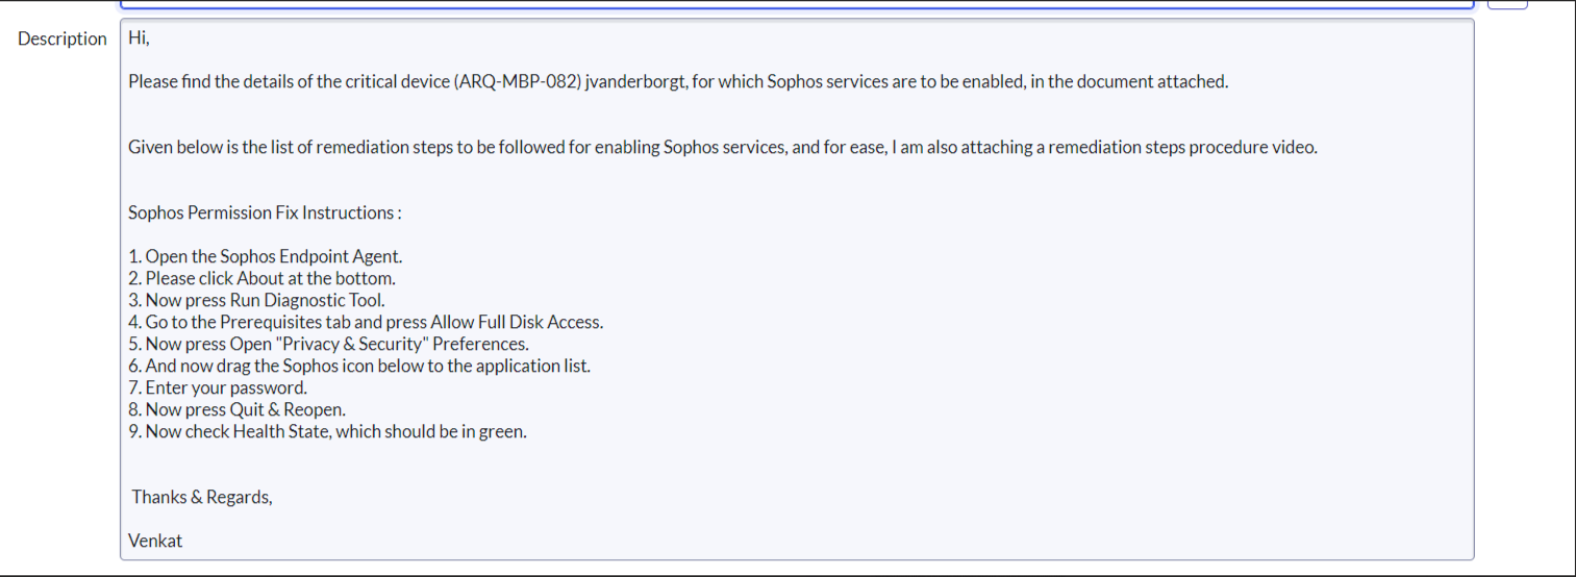 Description
Hi,
Please find the details of the critical device (ARQ-MBP-082) jvanderborgt, for which Sophos services are to be enabled, in the document attached.
Given below is the list of remediation steps to be followed for enabling Sophos services, and for ease, I am also attaching a remediation steps procedure video.
Sophos Permission Fix Instructions :
1. Open the Sophos Endpoint Agent.
2. Please click About at the bottom.
3. Now press Run Diagnostic Tool.
4. Go to the Prerequisites tab and press Allow Full Disk Access.
5. Now press Open "Privacy & Security" Preferences.
6. And now drag the Sophos icon below to the application list.
7. Enter your password.
8. Now press Quit & Reopen.
9. Now check Health State, which should be in green.
Thanks & Regards,
Venkat